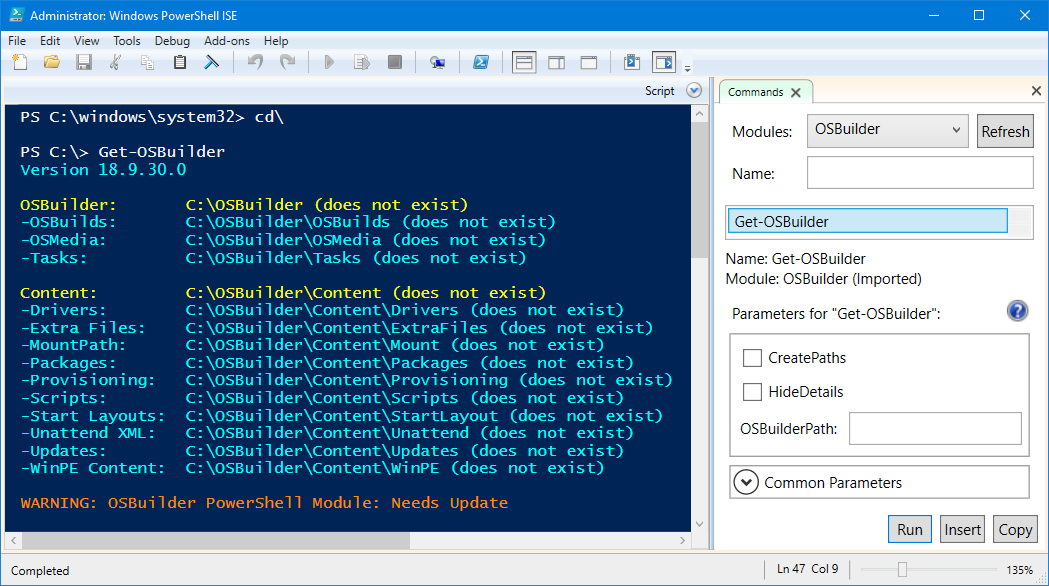 Administrator: Windows PowerShell ISE
File Edit View Tools Debug Add-ons Help
Script
PS C:\windows\system32> cd\
PS C:\> Get-OSBuilder
Version 18.9.30.0
OSBuilder: C:\OSBuilder (does not exist)
-OSBuilds: C:\OSBuilder\OSBuilds (does not exist)
-OSMedia: C:\OSBuilder\OSMedia (does not exist)
-Tasks: C:\OSBuilder\Tasks (does not exist)
Content: C:\OSBuilder\Content (does not exist)
-Drivers: C:\OSBuilder\Content\Drivers (does not exist)
-Extra Files: C:\OSBuilder\Content\ExtraFiles (does not exist)
-MountPath: C:\OSBuilder\Content\Mount (does not exist)
-Packages: C:\OSBuilder\Content\Packages (does not exist)
-Provisioning: C:\OSBuilder\Content\Provisioning (does not exist)
-Scripts: C:\OSBuilder\Content\Scripts (does not exist)
-Start Layouts: C:\OSBuilder\Content\StartLayout (does not exist)
-Unattend XML: C:\OSBuilder\Content\Unattend (does not exist)
-Updates: C:\OSBuilder\Content\Updates (does not exist)
-WinPE Content: C:\OSBuilder\Content\WinPE (does not exist)
WARNING: OSBuilder PowerShell Module: Needs Update
Commands
Modules: OSBuilder Refresh
Name:
Get-OSBuilder
Name: Get-OSBuilder
Module: OSBuilder (Imported)
Parameters for "Get-OSBuilder":
CreatePaths
HideDetails
OSBuilderPath:
Common Parameters
Run Insert Copy
Completed
Ln 47 Col 9
135%